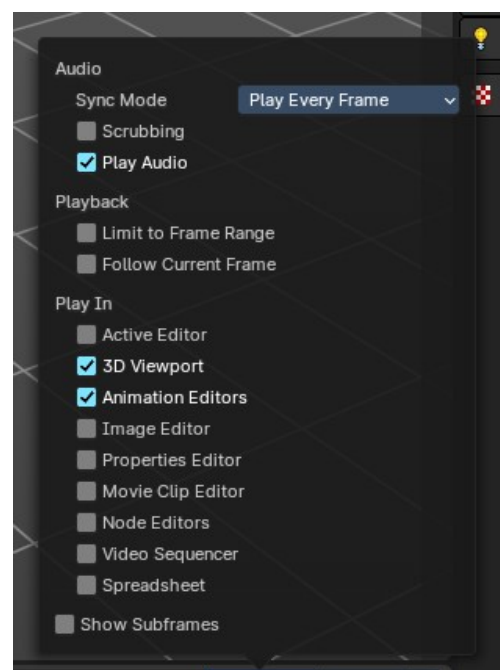 Audio
Sync Mode Play Every Frame
Scrubbing
Play Audio
Playback
Limit to Frame Range
Follow Current Frame
Play In
Active Editor
3D Viewport
Animation Editors
Image Editor
Properties Editor
Movie Clip Editor
Node Editors
Video Sequencer
Spreadsheet
Show Subframes